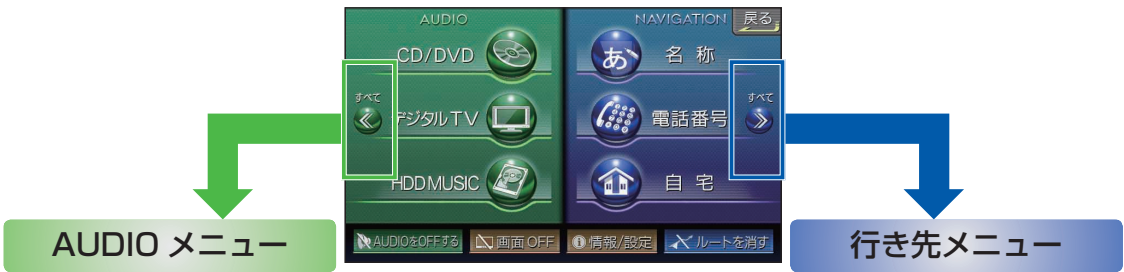 AUDIO
NAVIGATION
戻る
CD/DVD
名称
すべて
デジタルTV
電話番号
すべて
HDD MUSIC
自宅
AUDIOをOFFする
画面OFF
情報/設定
ルートを消す
AUDIO メニュー
行き先メニュー
あ